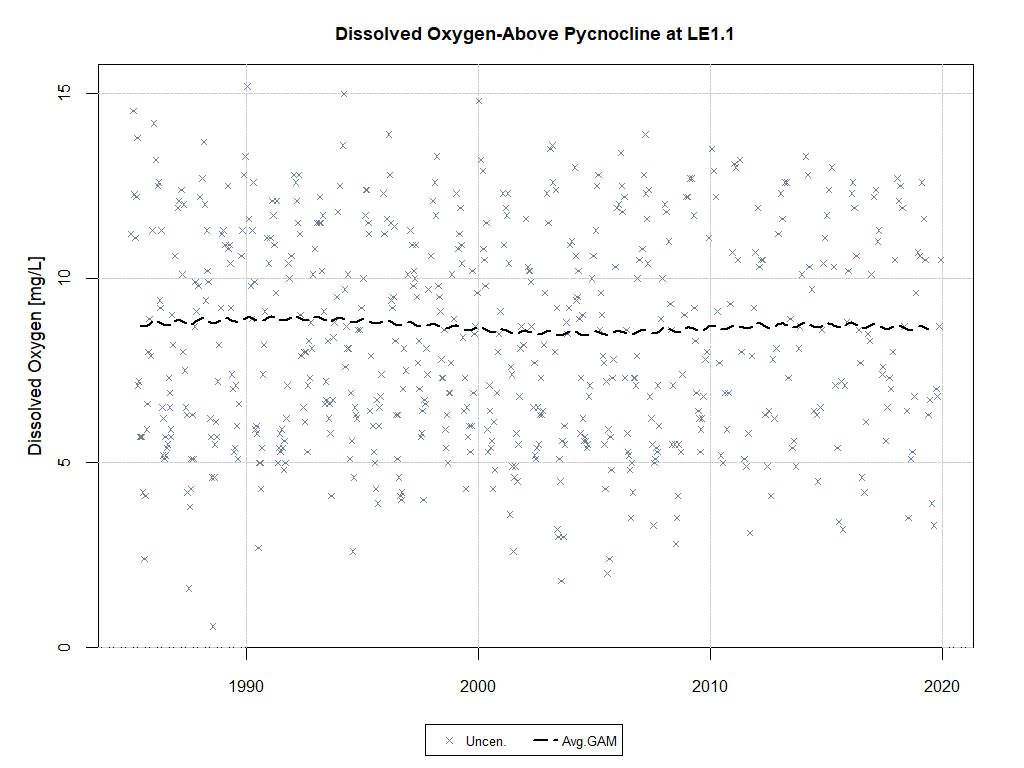 Dissolved Oxygen-Above Pycnocline at LE1.1
Dissolved Oxygen [mg/L]
15
10
5
0
1990 2000 2010 2020
Uncen. Avg.GAM